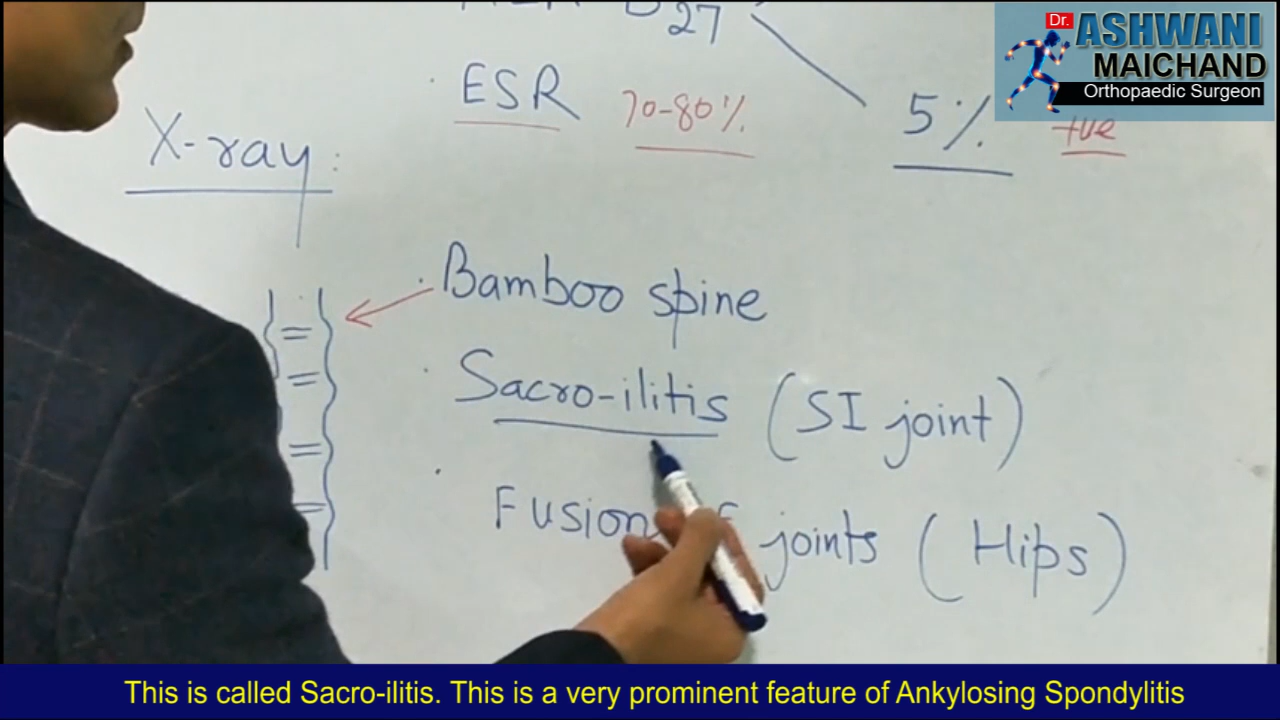 Dr.
ASHWANI
MAICHAND
Orthopaedic Surgeon
27
ESR 70-80% 5% +ve
X-ray:
Bamboo spine
Sacro-ilitis (SI joint)
Fusion joints (Hips)
This is called Sacro-ilitis. This is a very prominent feature of Ankylosing Spondylitis